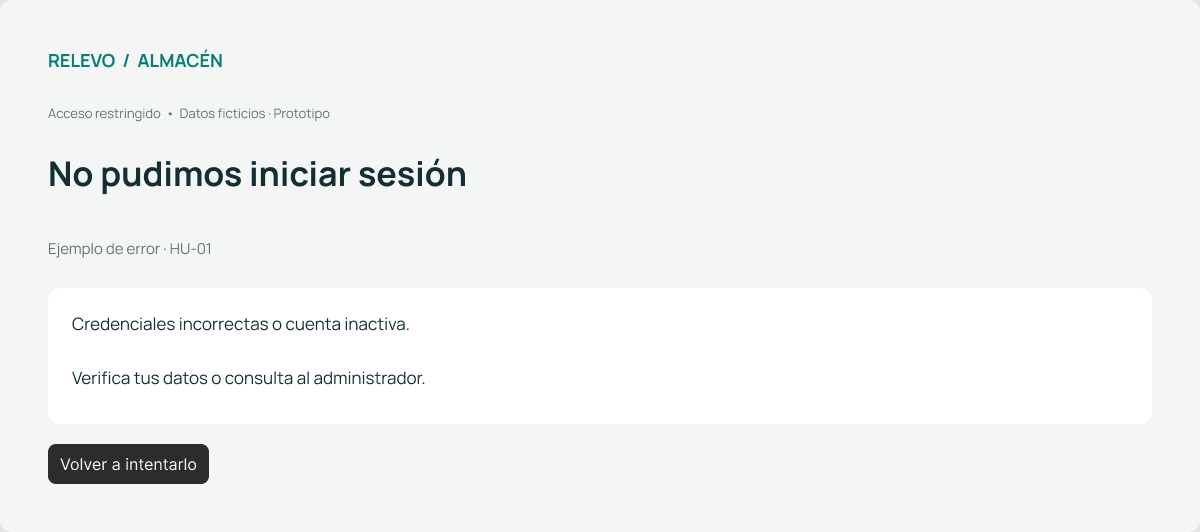 RELEVO / ALMACÉN
Acceso restringido • Datos ficticios · Prototipo
No pudimos iniciar sesión
Ejemplo de error · HU-01
Credenciales incorrectas o cuenta inactiva.
Verifica tus datos o consulta al administrador.
Volver a intentarlo